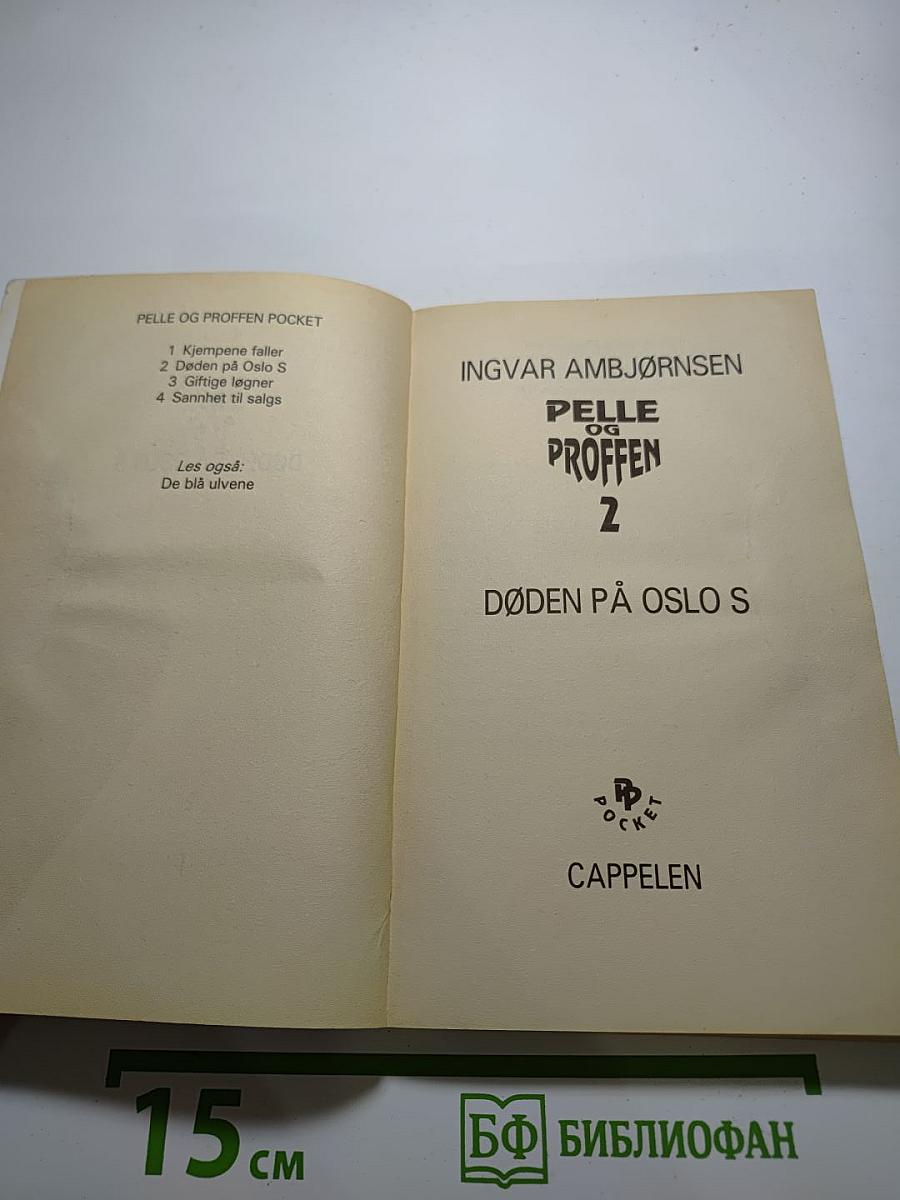 PELLE OG PROFFEN POCKET
1 Kjempene faller
2 Døden på Oslo S
3 Giftige løgner
4 Sannhet til salgs
Les også:
De blå ulvene
INGVAR AMBJØRNSEN
PELLE
OG
PROFFEN
2
DØDEN PÅ OSLO S
PP
POCKET
CAPPELEN
15 см
БФ БИБЛИОФАН